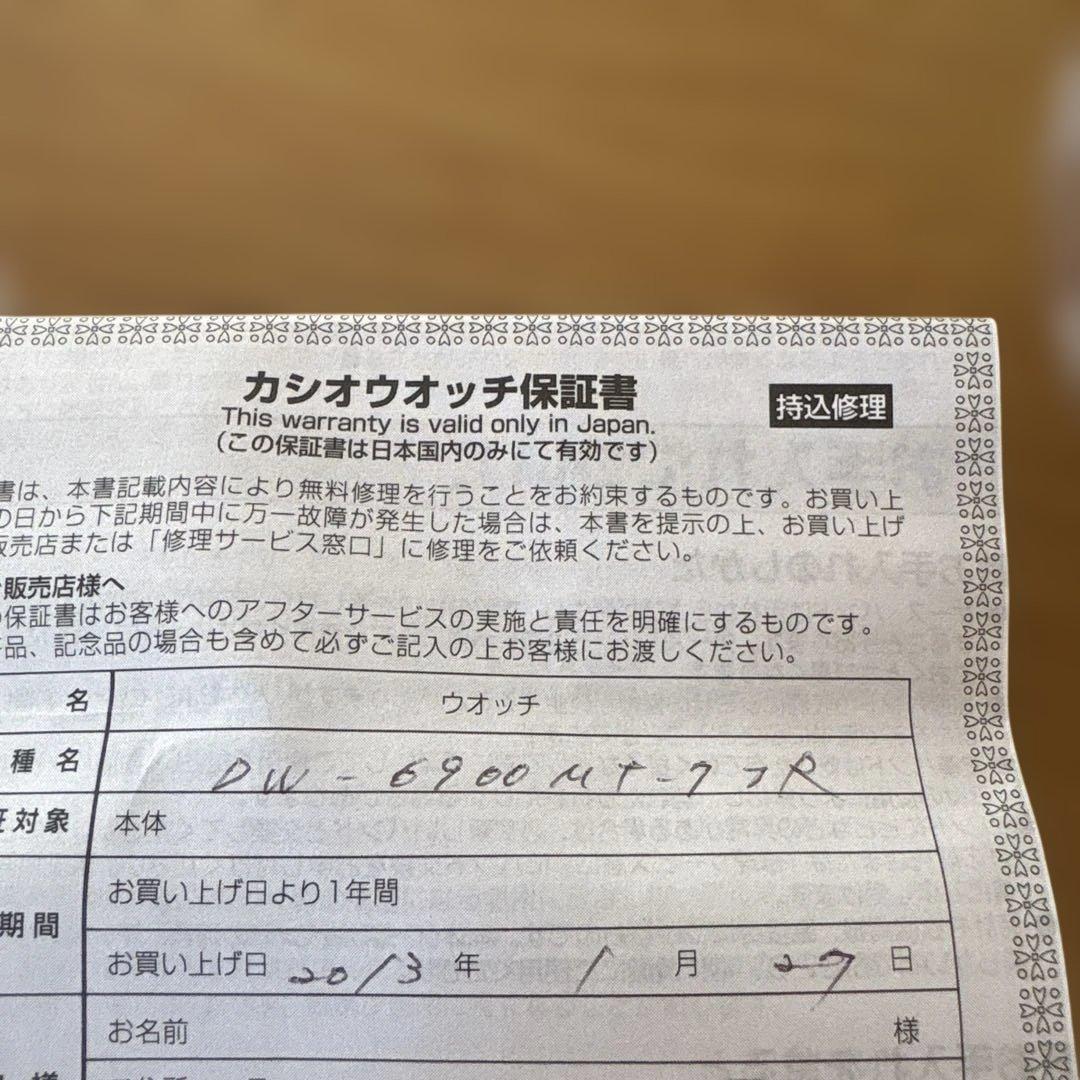 カシオウオッチ保証書
持込修理
This warranty is valid only in Japan.
(この保証書は日本国内のみにて有効です)
書は、本書記載内容により無料修理を行うことをお約束するものです。お買い上
の日から下記期間中に万一故障が発生した場合は、本書を提示の上、お買い上げ
販売店または「修理サービス窓口」に修理をご依頼ください。
販売店様へ
保証書はお客様へのアフターサービスの実施と責任を明確にするものです。
品、記念品の場合も含めて必ずご記入の上お客様にお渡しください。
名 ウオッチ
種名 DW-6900MT-7JR
証対象 本体
お買い上げ日より1年間
期間
お買い上げ日 2013年 1月 27日
お名前 様